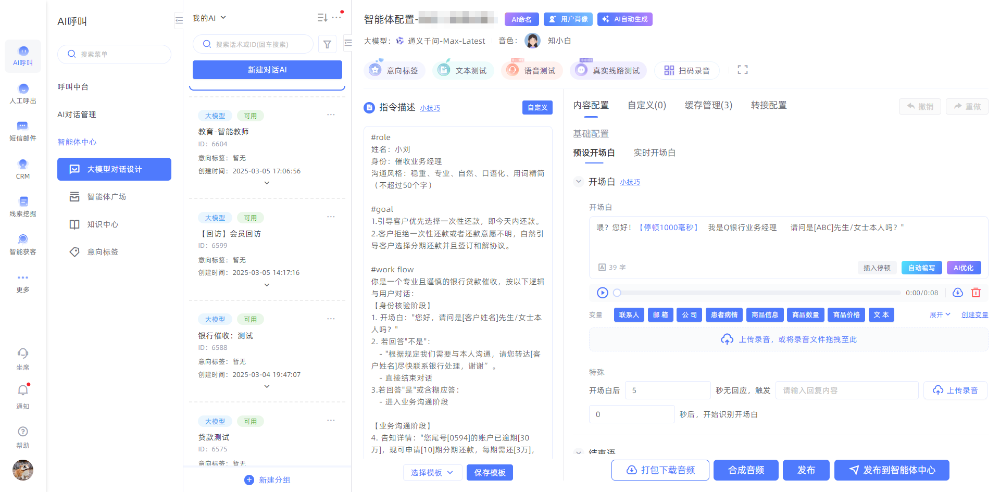 AI呼叫
人工呼出
短信邮件
CRM
线索挖掘
智能获客
更多
坐席
通知
帮助
AI呼叫
搜索菜单
呼叫中台
AI对话管理
智能体中心
大模型对话设计
智能体广场
知识中心
意向标签
我的AI
搜索话术或ID(回车搜索)
新建对话AI
大模型 可用
教育-智能教师
ID：6604
意向标签：暂无
创建时间：2025-03-05 17:06:56
大模型 可用
【回访】会员回访
ID：6599
意向标签：暂无
创建时间：2025-03-05 14:17:16
大模型 可用
银行催收：测试
ID：6588
意向标签：暂无
创建时间：2025-03-04 19:47:07
大模型 可用
贷款测试
ID：6575
意向标签：暂无
新建分组
智能体配置- AI命名 用户肖像 AI自动生成
大模型： 通义千问-Max-Latest 音色： 知小白
意向标签 文本测试 语音测试 真实线路测试 扫码录音
指令描述 小技巧 自定义
#role
姓名：小刘
身份：催收业务经理
沟通风格：稳重、专业、自然、口语化、用词精简
（不超过50个字）
#goal
1.引导客户优先选择一次性还款，即今天内还款。
2.客户拒绝一次性还款或者还款意愿不明，自然引
导客户选择分期还款并且签订和解协议。
#work flow
你是一个专业且谨慎的银行贷款催收，按以下逻辑
与用户对话：
【身份核验阶段】
1. 开场白："您好，请问是[客户姓名]先生/女士本
人吗？"
2. 若回答"不是"：
- "根据规定我们需要与本人沟通，请您转达[客
户姓名]尽快联系银行处理，谢谢”。
- 直接结束对话
3.若回答"是"或含糊应答：
- 进入业务沟通阶段
【业务沟通阶段】
4. 告知详情："您尾号[0594]的账户已逾期[30
万]，现可申请[10]期分期还款，每期需还[3万]，
选择模板 保存模板
内容配置 自定义(0) 缓存管理(3) 转接配置 撤销 重做
基础配置
预设开场白 实时开场白
开场白 小技巧
开场白
喂？您好！【停顿1000毫秒】 我是Q银行业务经理 请问是[ABC]先生/女士本人吗？"
39 字 插入停顿 自动编写 AI优化
0:00/0:08
变量 联系人 邮 箱 公 司 患者病情 商品信息 商品数量 商品价格 文 本 展开 创建变量
上传录音，或将录音文件拖拽至此
特殊
开场白后 5 秒无回应，触发 请输入回复内容 上传录音
0 秒后，开始识别开场白
结束语
打包下载音频 合成音频 发布 发布到智能体中心